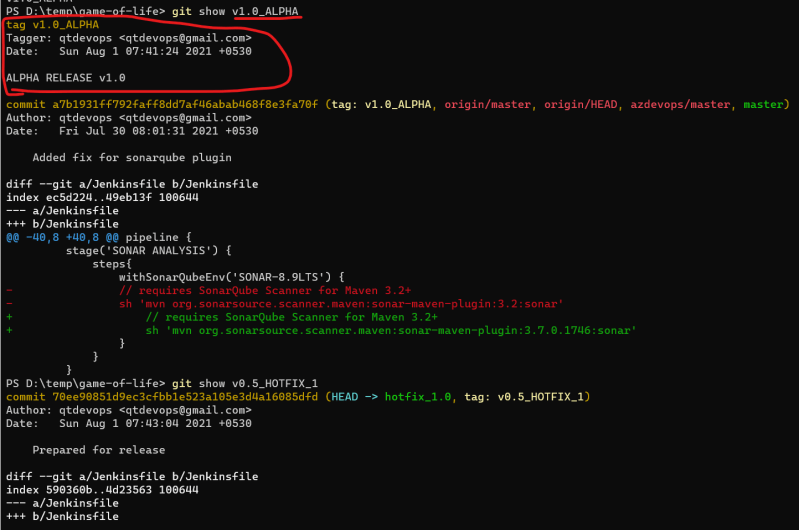 PS D:\temp\game-of-life> git show v1.0_ALPHA
tag v1.0_ALPHA
Tagger: qtdevops <qtdevops@gmail.com>
Date:   Sun Aug 1 07:41:24 2021 +0530
ALPHA RELEASE v1.0
commit a7b1931ff792faff8dd7af46abab468f8e3fa70f (tag: v1.0_ALPHA, origin/master, origin/HEAD, azdevops/master, master)
Author: qtdevops <qtdevops@gmail.com>
Date:   Fri Jul 30 08:01:31 2021 +0530
    Added fix for sonarqube plugin
diff --git a/Jenkinsfile b/Jenkinsfile
index ec5d224..49eb13f 100644
--- a/Jenkinsfile
+++ b/Jenkinsfile
@@ -40,8 +40,8 @@ pipeline {
         stage('SONAR ANALYSIS') {
             steps{
                 withSonarQubeEnv('SONAR-8.9LTS') {
-                // requires SonarQube Scanner for Maven 3.2+
-                sh 'mvn org.sonarsource.scanner.maven:sonar-maven-plugin:3.2:sonar'
+                    // requires SonarQube Scanner for Maven 3.2+
+                    sh 'mvn org.sonarsource.scanner.maven:sonar-maven-plugin:3.7.0.1746:sonar'
                 }
             }
         }
PS D:\temp\game-of-life> git show v0.5_HOTFIX_1
commit 70ee90851d9ec3cfbb1e523a105e3d4a16085dfd (HEAD -> hotfix_1.0, tag: v0.5_HOTFIX_1)
Author: qtdevops <qtdevops@gmail.com>
Date:   Sun Aug 1 07:43:04 2021 +0530
    Prepared for release
diff --git a/Jenkinsfile b/Jenkinsfile
index 590360b..4d23563 100644
--- a/Jenkinsfile
+++ b/Jenkinsfile